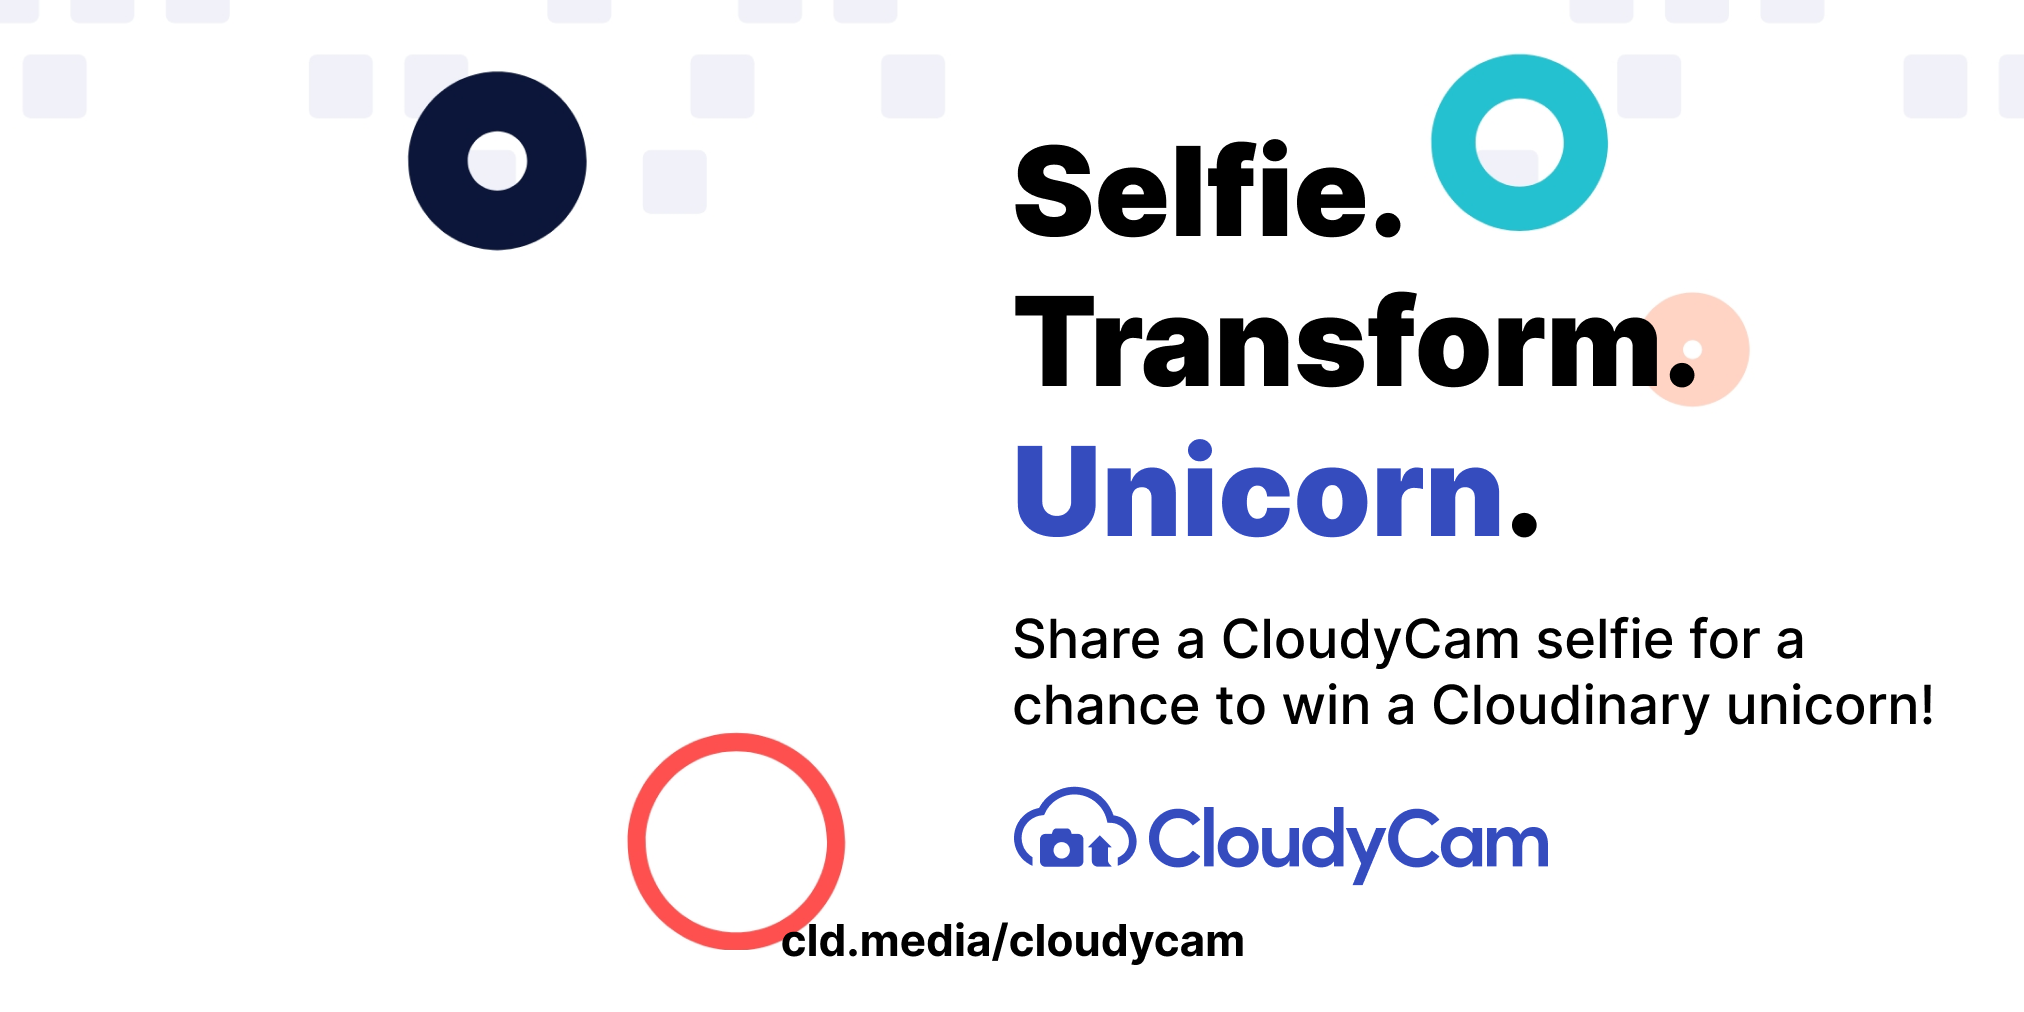 Selfie.
Transform.
Unicorn.
Share a CloudyCam selfie for a
chance to win a Cloudinary unicorn!
CloudyCam
cld.media/cloudycam